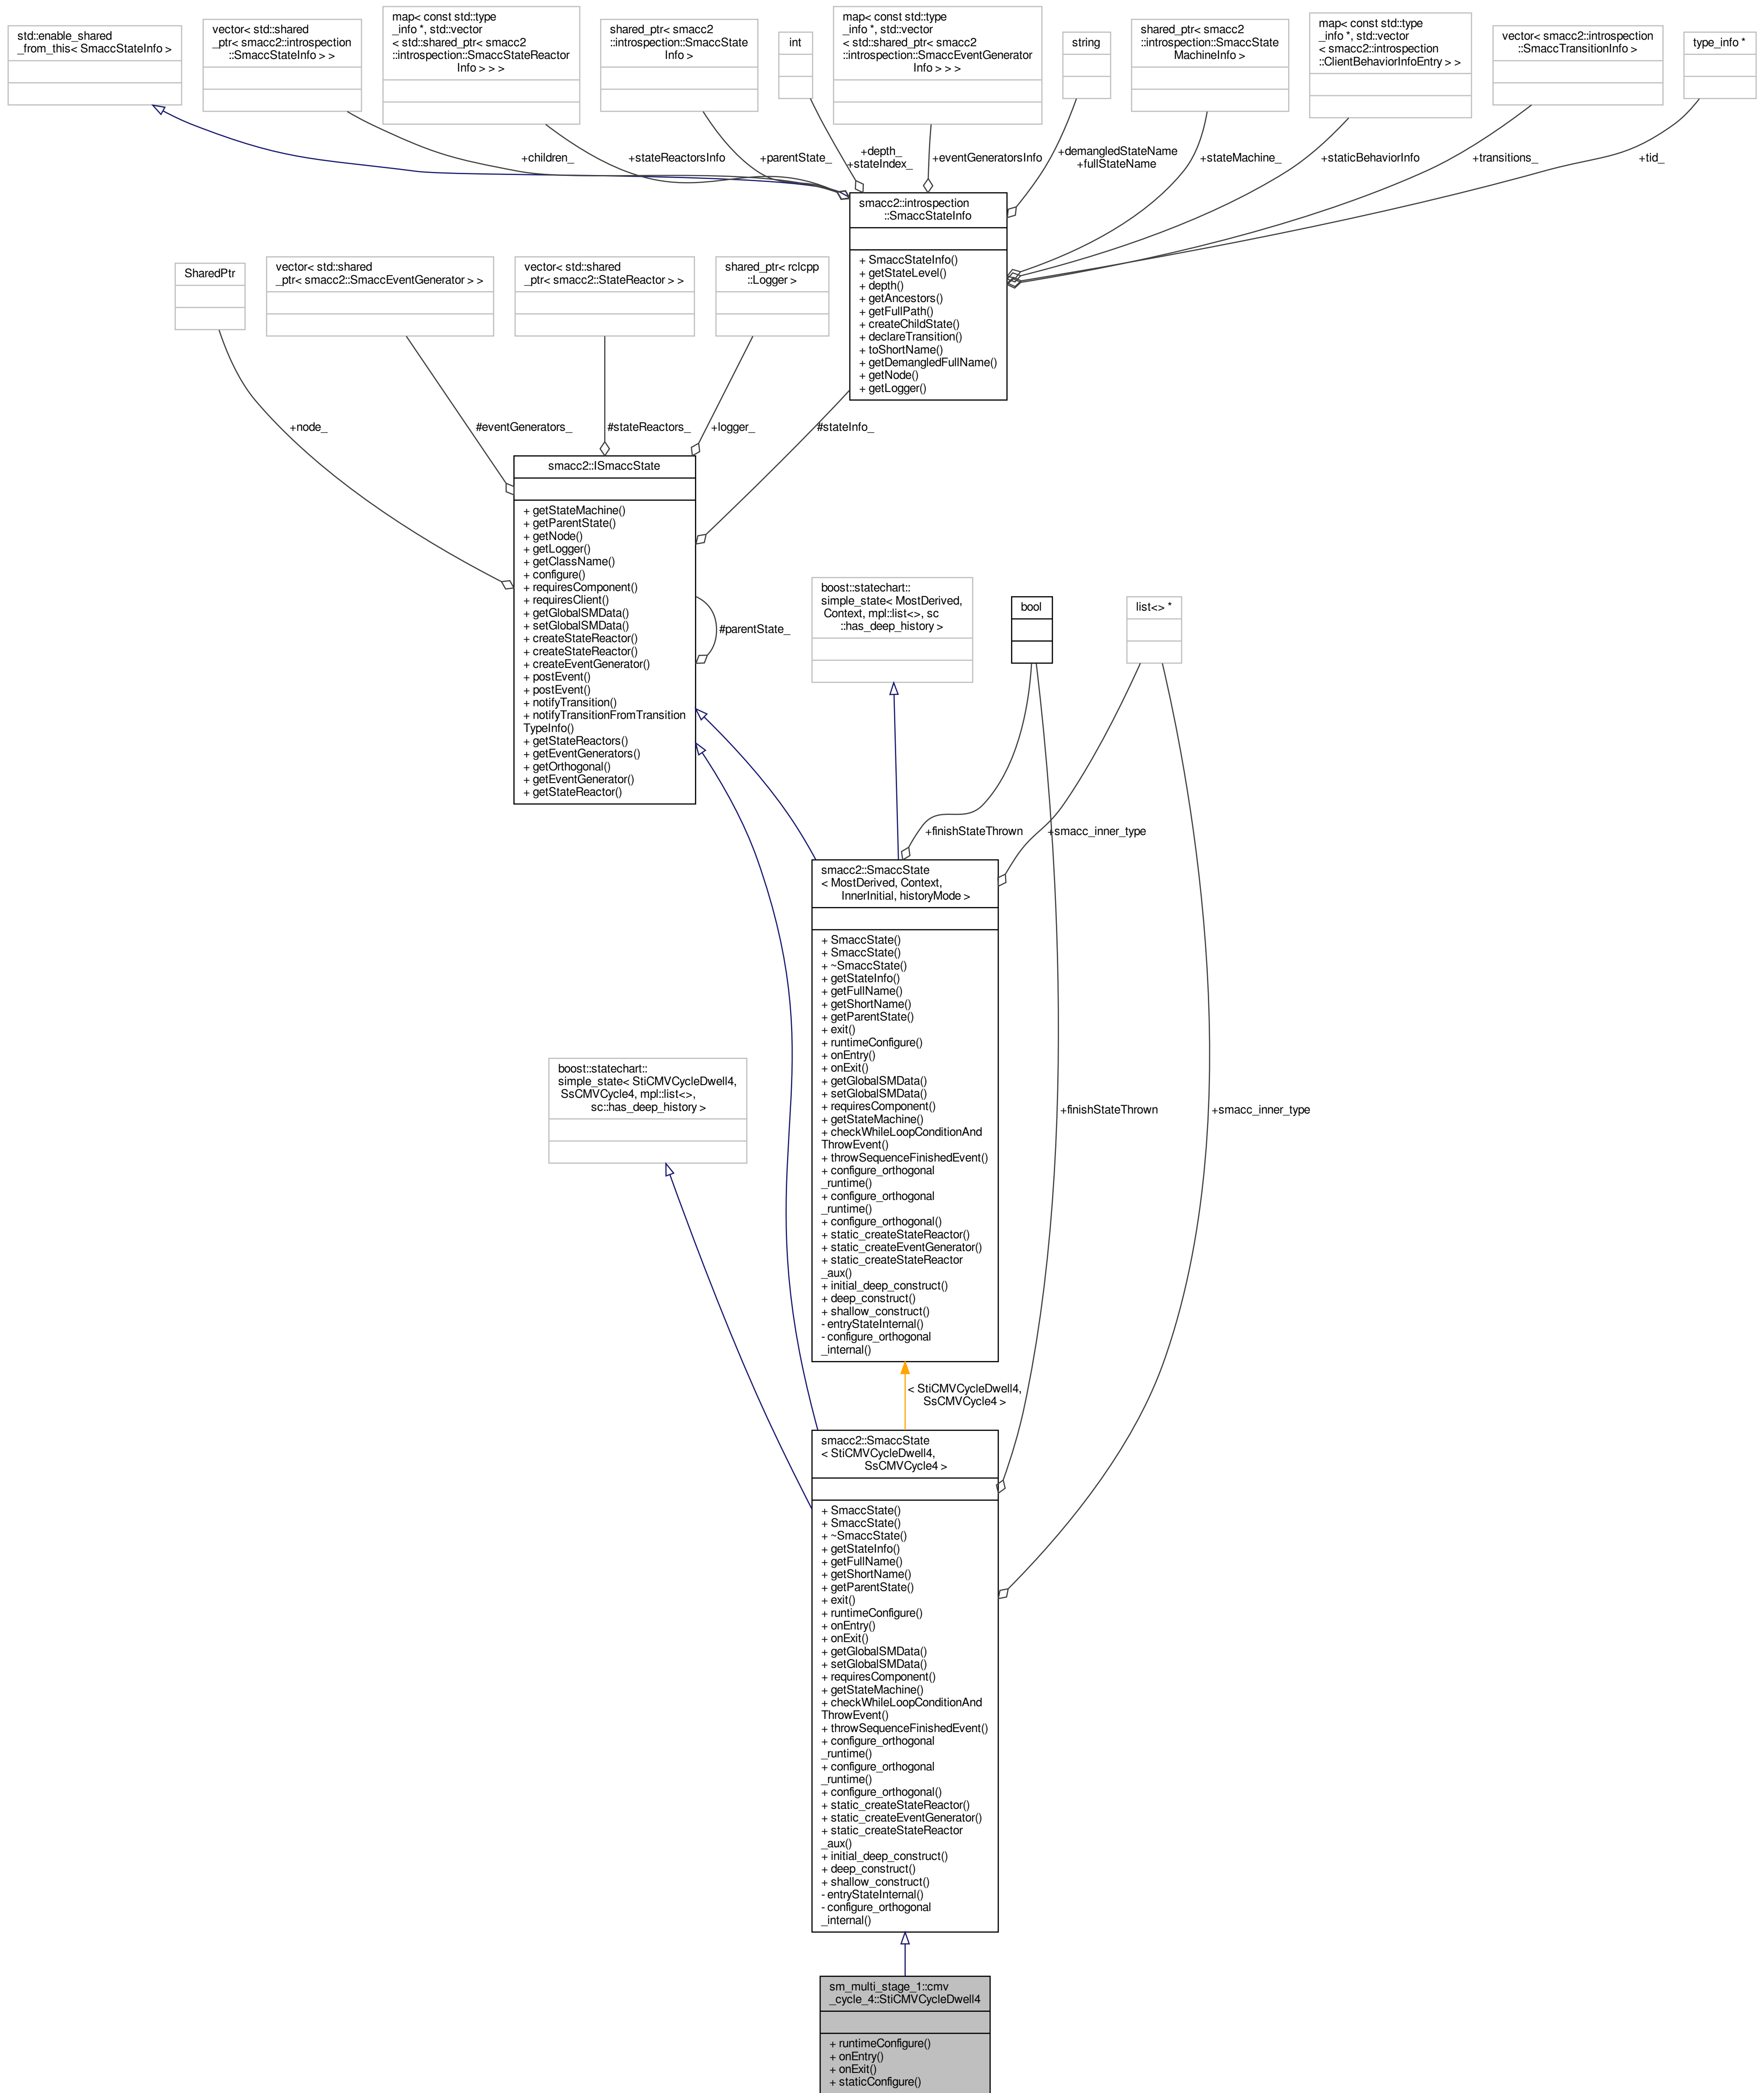 std::enable_shared
_from_this< SmaccStateInfo >
vector< std::shared
_ptr< smacc2::introspection
::SmaccStateInfo > >
map< const std::type
_info *, std::vector
< std::shared_ptr< smacc2
::introspection::SmaccStateReactor
Info > > >
shared_ptr< smacc2
::introspection::SmaccState
Info >
int
map< const std::type
_info *, std::vector
< std::shared_ptr< smacc2
::introspection::SmaccEventGenerator
Info > > >
string
shared_ptr< smacc2
::introspection::SmaccState
MachineInfo >
map< const std::type
_info *, std::vector
< smacc2::introspection
::ClientBehaviorInfoEntry > >
vector< smacc2::introspection
::SmaccTransitionInfo >
type_info *
+children_
+stateReactorsInfo
+parentState_
+depth_
+stateIndex_
+eventGeneratorsInfo
+demangledStateName
+fullStateName
+stateMachine_
+staticBehaviorInfo
+transitions_
+tid_
smacc2::introspection
::SmaccStateInfo
+ SmaccStateInfo()
+ getStateLevel()
+ depth()
+ getAncestors()
+ getFullPath()
+ createChildState()
+ declareTransition()
+ toShortName()
+ getDemangledFullName()
+ getNode()
+ getLogger()
SharedPtr
vector< std::shared
_ptr< smacc2::SmaccEventGenerator > >
vector< std::shared
_ptr< smacc2::StateReactor > >
shared_ptr< rclcpp
::Logger >
+node_
#eventGenerators_
#stateReactors_
+logger_
#stateInfo_
smacc2::ISmaccState
+ getStateMachine()
+ getParentState()
+ getNode()
+ getLogger()
+ getClassName()
+ configure()
+ requiresComponent()
+ requiresClient()
+ getGlobalSMData()
+ setGlobalSMData()
+ createStateReactor()
+ createStateReactor()
+ createEventGenerator()
+ postEvent()
+ postEvent()
+ notifyTransition()
+ notifyTransitionFromTransition
TypeInfo()
+ getStateReactors()
+ getEventGenerators()
+ getOrthogonal()
+ getEventGenerator()
+ getStateReactor()
#parentState_
boost::statechart::
simple_state< MostDerived,
Context, mpl::list<>, sc
::has_deep_history >
bool
list<> *
+finishStateThrown
+smacc_inner_type
smacc2::SmaccState
< MostDerived, Context,
InnerInitial, historyMode >
+ SmaccState()
+ SmaccState()
+ ~SmaccState()
+ getStateInfo()
+ getFullName()
+ getShortName()
+ getParentState()
+ exit()
+ runtimeConfigure()
+ onEntry()
+ onExit()
+ getGlobalSMData()
+ setGlobalSMData()
+ requiresComponent()
+ getStateMachine()
+ checkWhileLoopConditionAnd
ThrowEvent()
+ throwSequenceFinishedEvent()
+ configure_orthogonal
_runtime()
+ configure_orthogonal
_runtime()
+ configure_orthogonal()
+ static_createStateReactor()
+ static_createEventGenerator()
+ static_createStateReactor
_aux()
+ initial_deep_construct()
+ deep_construct()
+ shallow_construct()
- entryStateInternal()
- configure_orthogonal
_internal()
boost::statechart::
simple_state< StiCMVCycleDwell4,
SsCMVCycle4, mpl::list<>,
sc::has_deep_history >
+finishStateThrown
+smacc_inner_type
< StiCMVCycleDwell4,
SsCMVCycle4 >
smacc2::SmaccState
< StiCMVCycleDwell4,
SsCMVCycle4 >
+ SmaccState()
+ SmaccState()
+ ~SmaccState()
+ getStateInfo()
+ getFullName()
+ getShortName()
+ getParentState()
+ exit()
+ runtimeConfigure()
+ onEntry()
+ onExit()
+ getGlobalSMData()
+ setGlobalSMData()
+ requiresComponent()
+ getStateMachine()
+ checkWhileLoopConditionAnd
ThrowEvent()
+ throwSequenceFinishedEvent()
+ configure_orthogonal
_runtime()
+ configure_orthogonal
_runtime()
+ configure_orthogonal()
+ static_createStateReactor()
+ static_createEventGenerator()
+ static_createStateReactor
_aux()
+ initial_deep_construct()
+ deep_construct()
+ shallow_construct()
- entryStateInternal()
- configure_orthogonal
_internal()
sm_multi_stage_1::cmv
_cycle_4::StiCMVCycleDwell4
+ runtimeConfigure()
+ onEntry()
+ onExit()
+ staticConfigure()